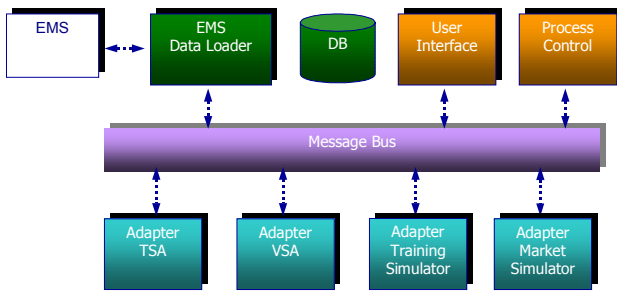 EMS
EMS
Data Loader
DB
User
Interface
Process
Control
Message Bus
Adapter
TSA
Adapter
VSA
Adapter
Training
Simulator
Adapter
Market
Simulator